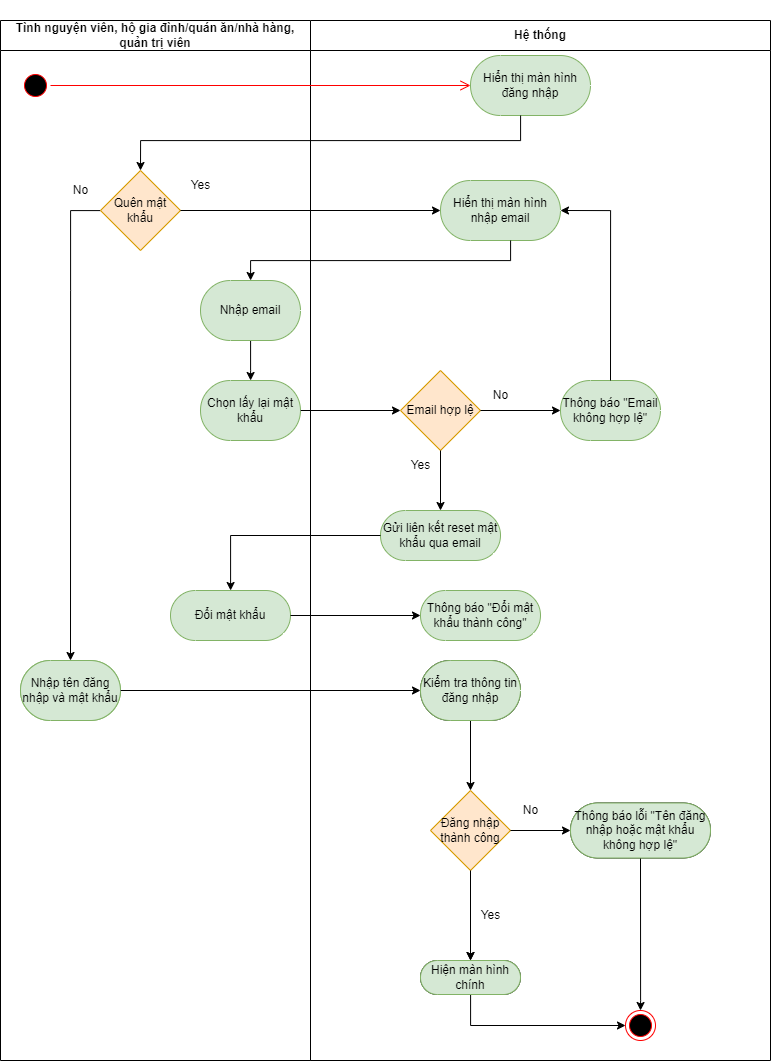 Tình nguyện viên, hộ gia đình/quán ăn/nhà hàng,
quản trị viên
Hệ thống
Hiển thị màn hình
đăng nhập
No
Yes
Quên mật
khẩu
Hiển thị màn hình
nhập email
Nhập email
Chọn lấy lại mật
khẩu
Email hợp lệ
No
Thông báo "Email
không hợp lệ"
Yes
Gửi liên kết reset mật
khẩu qua email
Đổi mật khẩu
Thông báo "Đổi mật
khẩu thành công"
Nhập tên đăng
nhập và mật khẩu
Kiểm tra thông tin
đăng nhập
Đăng nhập
thành công
No
Thông báo lỗi "Tên đăng
nhập hoặc mật khẩu
không hợp lệ"
Yes
Hiện màn hình
chính